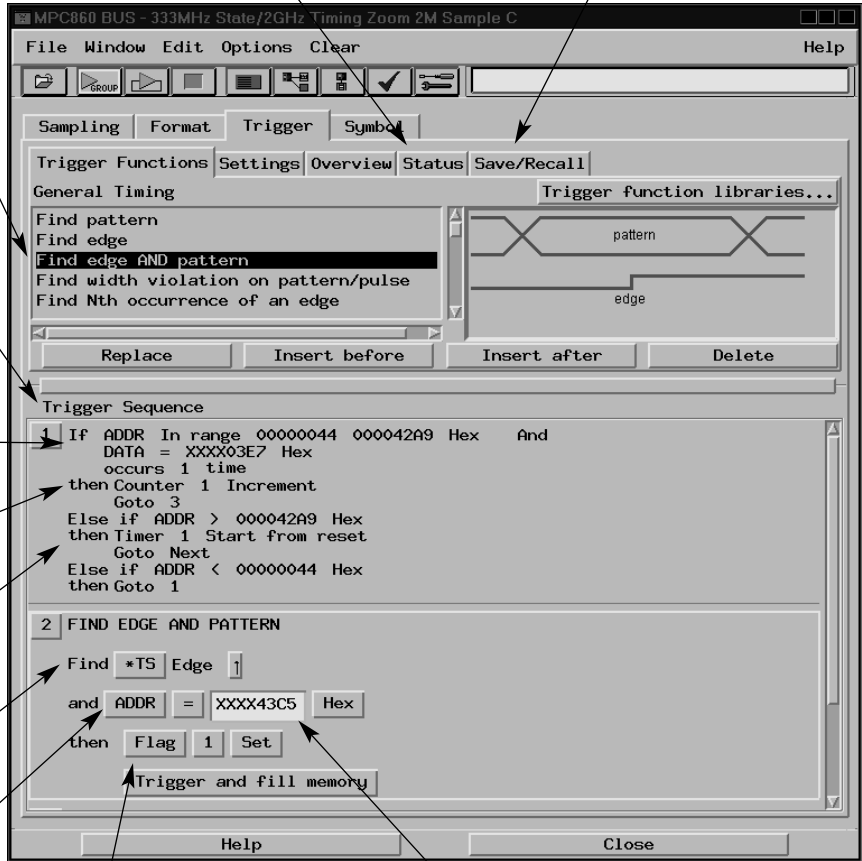 MPC860 BUS - 333MHz State/2GHz Timing Zoom 2M Sample C
File Window Edit Options Clear Help
GROUP
Sampling Format Trigger Symbol
Trigger Functions Settings Overview Status Save/Recall
General Timing Trigger function libraries...
Find pattern
Find edge
Find edge AND pattern
Find width violation on pattern/pulse
Find Nth occurrence of an edge
pattern
edge
Replace Insert before Insert after Delete
Trigger Sequence
1 If ADDR In range 00000044 000042A9 Hex And
DATA = XXXX03E7 Hex
occurs 1 time
then Counter 1 Increment
Goto 3
Else if ADDR > 000042A9 Hex
then Timer 1 Start from reset
Goto Next
Else if ADDR < 00000044 Hex
then Goto 1
2 FIND EDGE AND PATTERN
Find *TS Edge ↑
and ADDR = XXXX43C5 Hex
then Flag 1 Set
Trigger and fill memory
Help Close